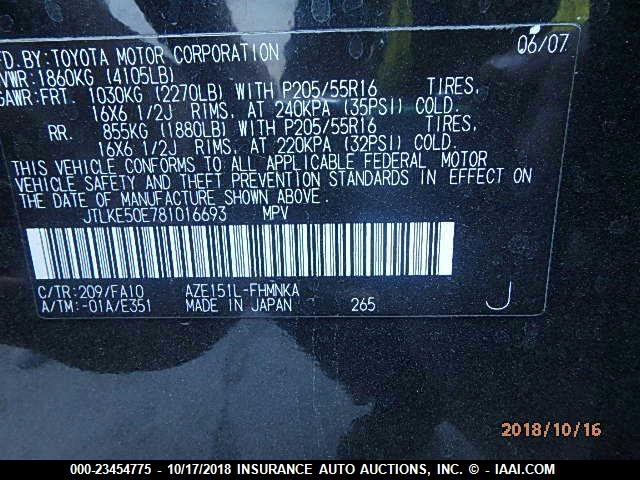 MFD. BY: TOYOTA MOTOR CORPORATION 06/07
GVWR: 1860KG (4105LB)
GAWR: FRT. 1030KG (2270LB) WITH P205/55R16 TIRES,
16X6 1/2J RIMS, AT 240KPA (35PSI) COLD.
RR. 855KG (1880LB) WITH P205/55R16 TIRES,
16X6 1/2J RIMS, AT 220KPA (32PSI) COLD.
THIS VEHICLE CONFORMS TO ALL APPLICABLE FEDERAL MOTOR
VEHICLE SAFETY AND THEFT PREVENTION STANDARDS IN EFFECT ON
THE DATE OF MANUFACTURE SHOWN ABOVE.
JTLKE50E781016693 MPV
C/TR: 209/FA10 AZE151L-FHMNKA
A/TM: -01A/E351 MADE IN JAPAN 265 J
2018/10/16
000-23454775 - 10/17/2018 INSURANCE AUTO AUCTIONS, INC. - IAAI.COM